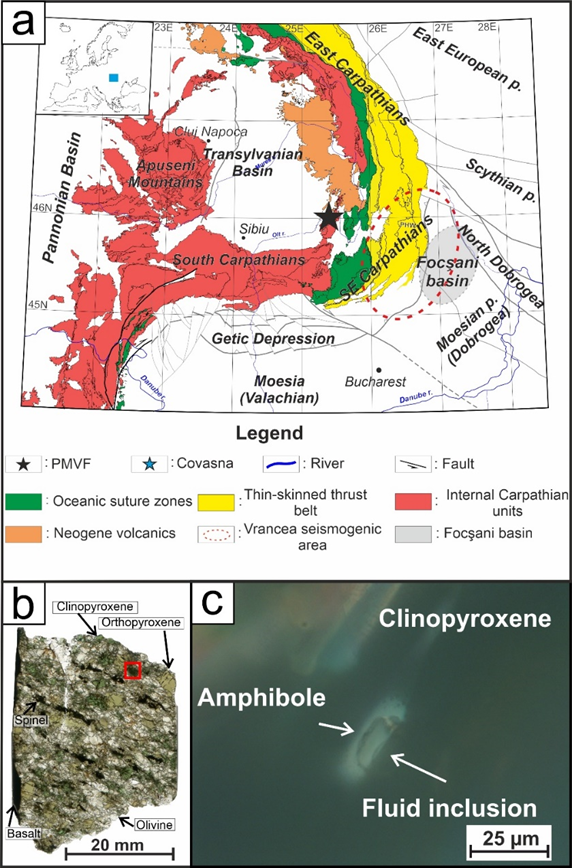 a
23E
24E
25E
26E
27E
28E
East Carpathians
East European p.
Cluj Napoca
Transylvanian
Basin
Apuseni
Mountains
Pannonian Basin
Scythian p.
46N
Sibiu
Olt r.
South Carpathians
SE Carpathians
Focsani
basin
North Dobrogea
45N
Getic Depression
Moesian p.
(Dobrogea)
Moesia
(Valachian)
Bucharest
Danube r.
Danube r.
Legend
: PMVF
: Covasna
: River
: Fault
: Oceanic suture zones
: Thin-skinned thrust
belt
: Internal Carpathian
units
: Neogene volcanics
: Vrancea seismogenic
area
: Focşani basin
b
Clinopyroxene
Orthopyroxene
Spinel
Basalt
Olivine
20 mm
c
Clinopyroxene
Amphibole
Fluid inclusion
25 µm